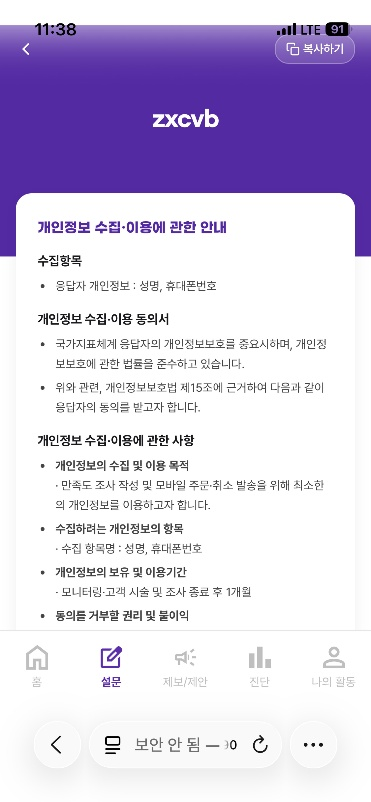 11:38
LTE 91
복사하기
zxcvb
개인정보 수집·이용에 관한 안내
수집항목
• 응답자 개인정보 : 성명, 휴대폰번호
개인정보 수집·이용 동의서
• 국가지표체계 응답자의 개인정보보호를 중요시하며, 개인정
보보호에 관한 법률을 준수하고 있습니다.
• 위와 관련, 개인정보보호법 제15조에 근거하여 다음과 같이
응답자의 동의를 받고자 합니다.
개인정보 수집·이용에 관한 사항
• 개인정보의 수집 및 이용 목적
· 만족도 조사 작성 및 모바일 주문·취소 발송을 위해 최소한
의 개인정보를 이용하고자 합니다.
• 수집하려는 개인정보의 항목
· 수집 항목명 : 성명, 휴대폰번호
• 개인정보의 보유 및 이용기간
· 모니터링·고객 시술 및 조사 종료 후 1개월
• 동의를 거부할 권리 및 불이익
홈
설문
제보/제안
진단
나의 활동
보안 안 됨 —